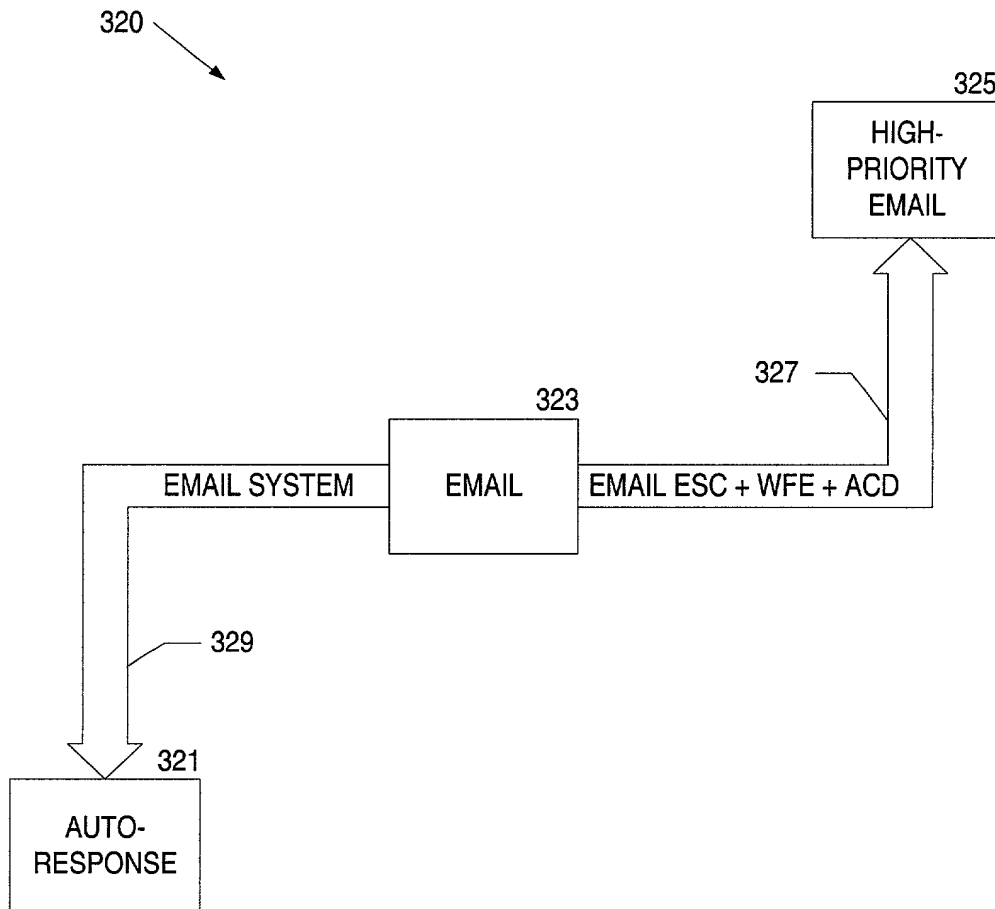 320
325
HIGH-
PRIORITY
EMAIL
327
323
EMAIL SYSTEM
EMAIL
EMAIL ESC + WFE + ACD
329
321
AUTO-
RESPONSE